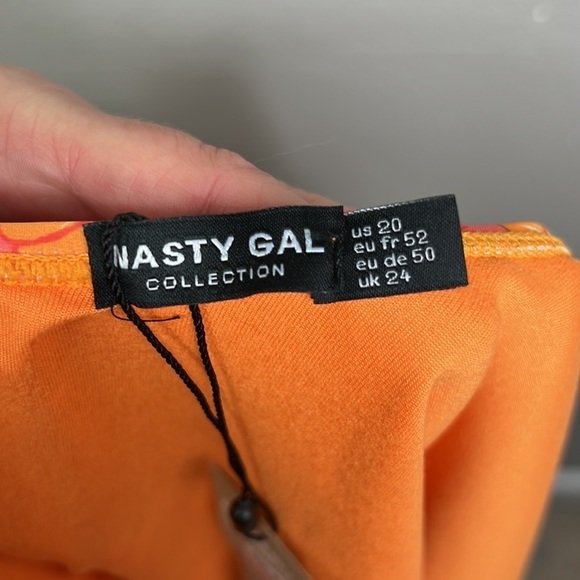 NASTY GAL
COLLECTION
us 20
eu fr 52
eu de 50
uk 24